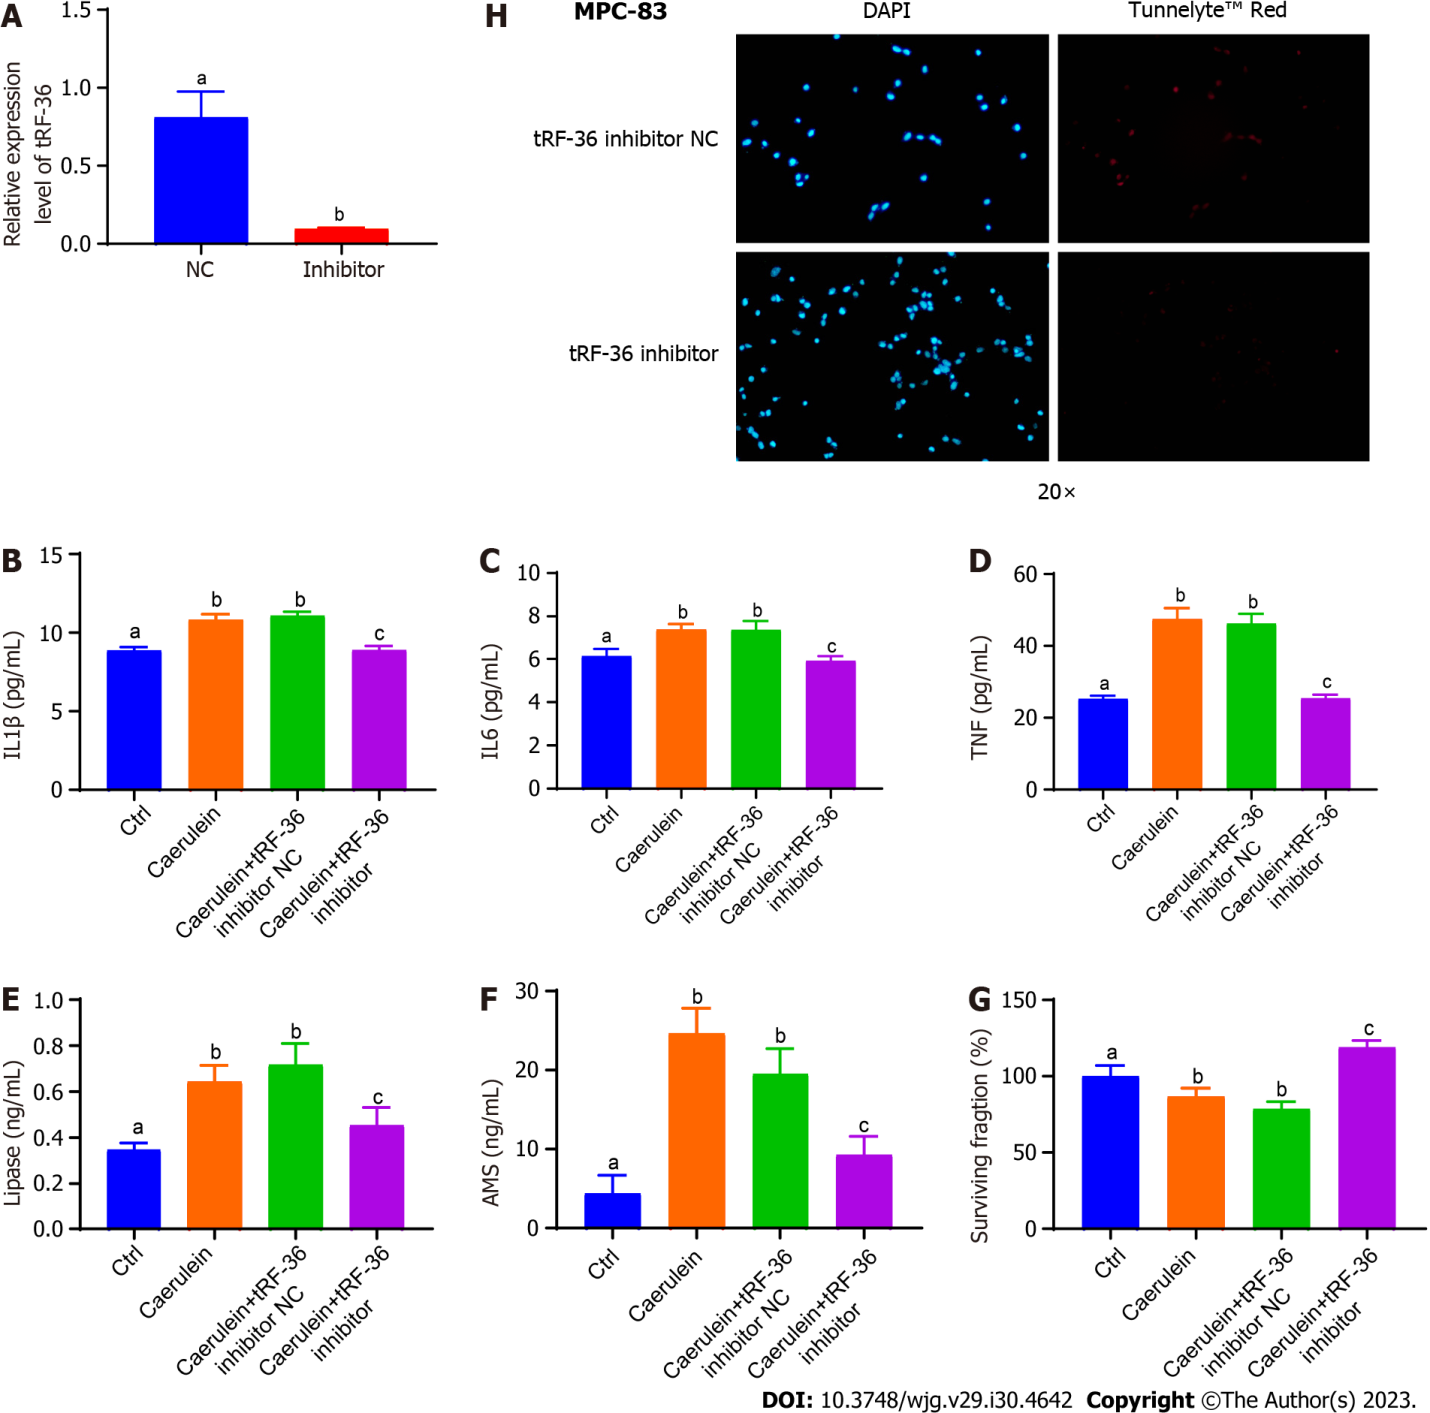 A
1.5
1.0
0.5
0.0
Relative expression
level of tRF-36
a
b
NC
Inhibitor
H
MPC-83
DAPI
Tunnelyte™ Red
tRF-36 inhibitor NC
tRF-36 inhibitor
20×
B
15
10
5
0
IL1β (pg/mL)
a
b
b
c
Ctrl
Caerulein
Caerulein+tRF-36
inhibitor NC
Caerulein+tRF-36
inhibitor
C
10
8
6
4
2
0
IL6 (pg/mL)
a
b
b
c
Ctrl
Caerulein
Caerulein+tRF-36
inhibitor NC
Caerulein+tRF-36
inhibitor
D
60
40
20
0
TNF (pg/mL)
a
b
b
c
Ctrl
Caerulein
Caerulein+tRF-36
inhibitor NC
Caerulein+tRF-36
inhibitor
E
1.0
0.8
0.6
0.4
0.2
0.0
Lipase (ng/mL)
a
b
b
c
Ctrl
Caerulein
Caerulein+tRF-36
inhibitor NC
Caerulein+tRF-36
inhibitor
F
30
20
10
0
AMS (ng/mL)
a
b
b
c
Ctrl
Caerulein
Caerulein+tRF-36
inhibitor NC
Caerulein+tRF-36
inhibitor
G
150
100
50
0
Surviving fragtion (%)
a
b
b
c
Ctrl
Caerulein
Caerulein+tRF-36
inhibitor NC
Caerulein+tRF-36
inhibitor
DOI: 10.3748/wjg.v29.i30.4642 Copyright ©The Author(s) 2023.